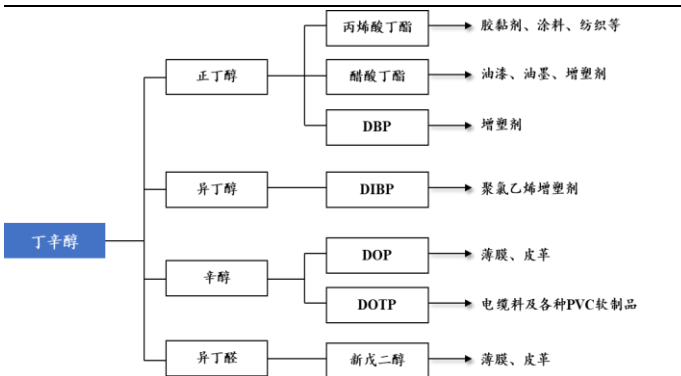 丁辛醇
正丁醇
丙烯酸丁酯
胶黏剂、涂料、纺织等
醋酸丁酯
油漆、油墨、增塑剂
DBP
增塑剂
异丁醇
DIBP
聚氯乙烯增塑剂
辛醇
DOP
薄膜、皮革
DOTP
电缆料及各种PVC软制品
异丁醛
新戊二醇
薄膜、皮革